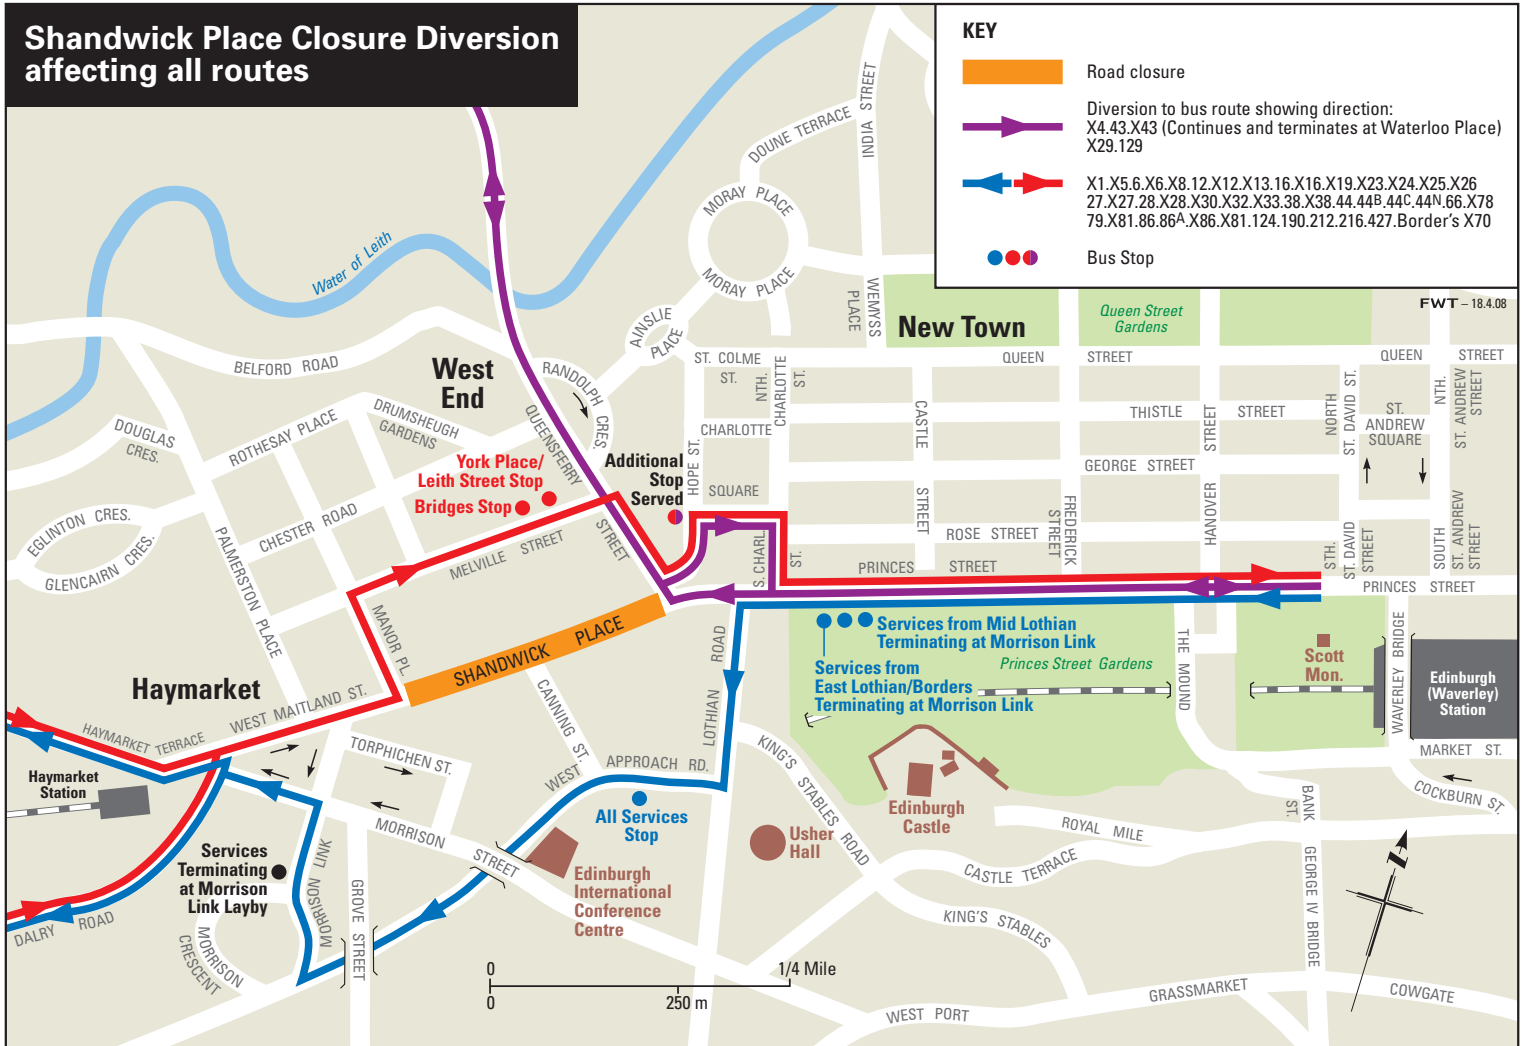 Shandwick Place Closure Diversion
affecting all routes
KEY
Road closure
Diversion to bus route showing direction:
X4.43.X43 (Continues and terminates at Waterloo Place)
X29.129
X1.X5.6.X6.X8.12.X12.X13.16.X16.X19.X23.X24.X25.X26
27.X27.28.X28.X30.X32.X33.38.X38.44.44B.44C.44N.66.X78
79.X81.86.86A.X86.X81.124.190.212.216.427.Border's X70
Bus Stop
FWT – 18.4.08
Water of Leith
DOUNE TERRACE
INDIA STREET
MORAY PLACE
MORAY PLACE
AINSLIE
PLACE
WEMYSS
PLACE
New Town
Queen Street
Gardens
BELFORD ROAD
West
End
RANDOLPH CRES.
ST. COLME
ST.
NTH.
CHARLOTTE
ST.
QUEEN STREET
QUEEN STREET
DOUGLAS
CRES.
ROTHESAY PLACE
DRUMSHEUGH
GARDENS
QUEENSFERRY
STREET
HOPE ST.
CHARLOTTE
SQUARE
CASTLE
STREET
THISTLE STREET
HANOVER STREET
NORTH
ST. DAVID ST.
ST.
ANDREW
SQUARE
NTH.
ST. ANDREW
STREET
GEORGE STREET
FREDERICK
STREET
ROSE STREET
STH.
ST. DAVID
STREET
SOUTH
ST. ANDREW
STREET
York Place/
Leith Street Stop
Bridges Stop
Additional
Stop
Served
EGLINTON CRES.
GLENCAIRN CRES.
CHESTER ROAD
PALMERSTON PLACE
MELVILLE STREET
S. CHARL.
ST.
PRINCES STREET
PRINCES STREET
MANOR PL.
SHANDWICK PLACE
LOTHIAN ROAD
Services from Mid Lothian
Terminating at Morrison Link
Services from
East Lothian/Borders
Terminating at Morrison Link
Princes Street Gardens
THE MOUND
Scott
Mon.
WAVERLEY BRIDGE
Edinburgh
(Waverley)
Station
Haymarket
WEST MAITLAND ST.
HAYMARKET TERRACE
Haymarket
Station
TORPHICHEN ST.
CANNING ST.
WEST APPROACH RD.
All Services
Stop
KING'S STABLES ROAD
Edinburgh
Castle
Usher
Hall
MARKET ST.
COCKBURN ST.
BANK
ST.
ROYAL MILE
MORRISON STREET
Services
Terminating
at Morrison
Link Layby
MORRISON LINK
GROVE STREET
Edinburgh
International
Conference
Centre
CASTLE TERRACE
KING'S STABLES
GEORGE IV BRIDGE
DALRY ROAD
MORRISON
CRESCENT
0
1/4 Mile
0
250 m
WEST PORT
GRASSMARKET
COWGATE
N